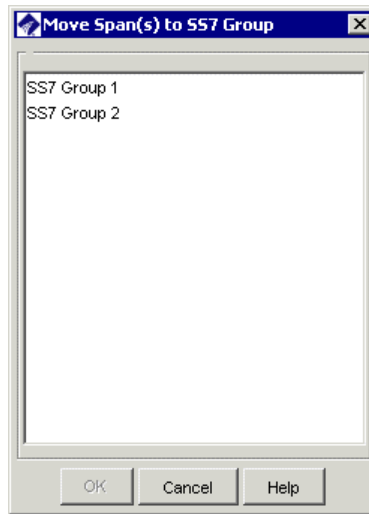 Move Span(s) to SS7 Group
SS7 Group 1
SS7 Group 2
OK Cancel Help